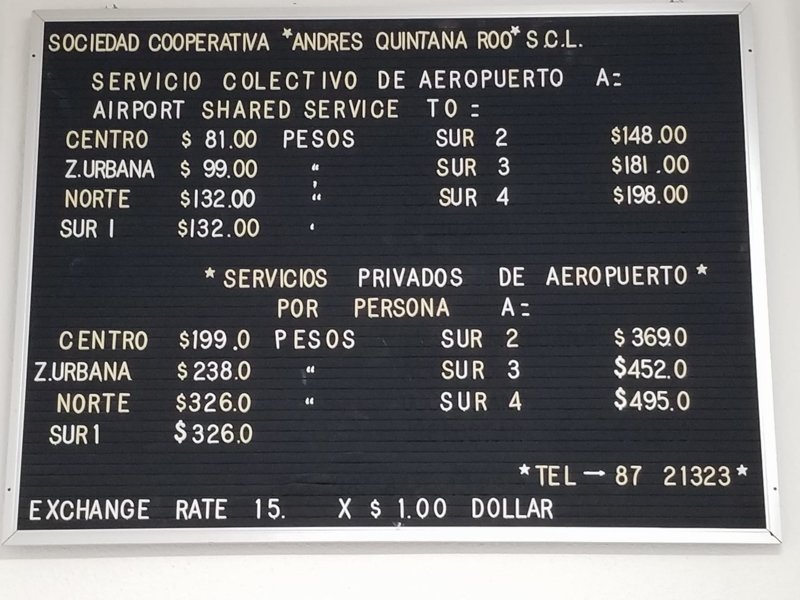 SOCIEDAD COOPERATIVA *ANDRES QUINTANA ROO* S.C.L.
SERVICIO COLECTIVO DE AEROPUERTO A=
AIRPORT SHARED SERVICE TO =
CENTRO $ 81.00 PESOS SUR 2 $148.00
Z.URBANA $ 99.00 " SUR 3 $181.00
NORTE $132.00 " SUR 4 $198.00
SUR 1 $132.00 '
*SERVICIOS PRIVADOS DE AEROPUERTO*
POR PERSONA A=
CENTRO $199.0 PESOS SUR 2 $369.0
Z.URBANA $238.0 " SUR 3 $452.0
NORTE $326.0 " SUR 4 $495.0
SUR 1 $326.0
*TEL → 87 21323*
EXCHANGE RATE 15. X $ 1.00 DOLLAR